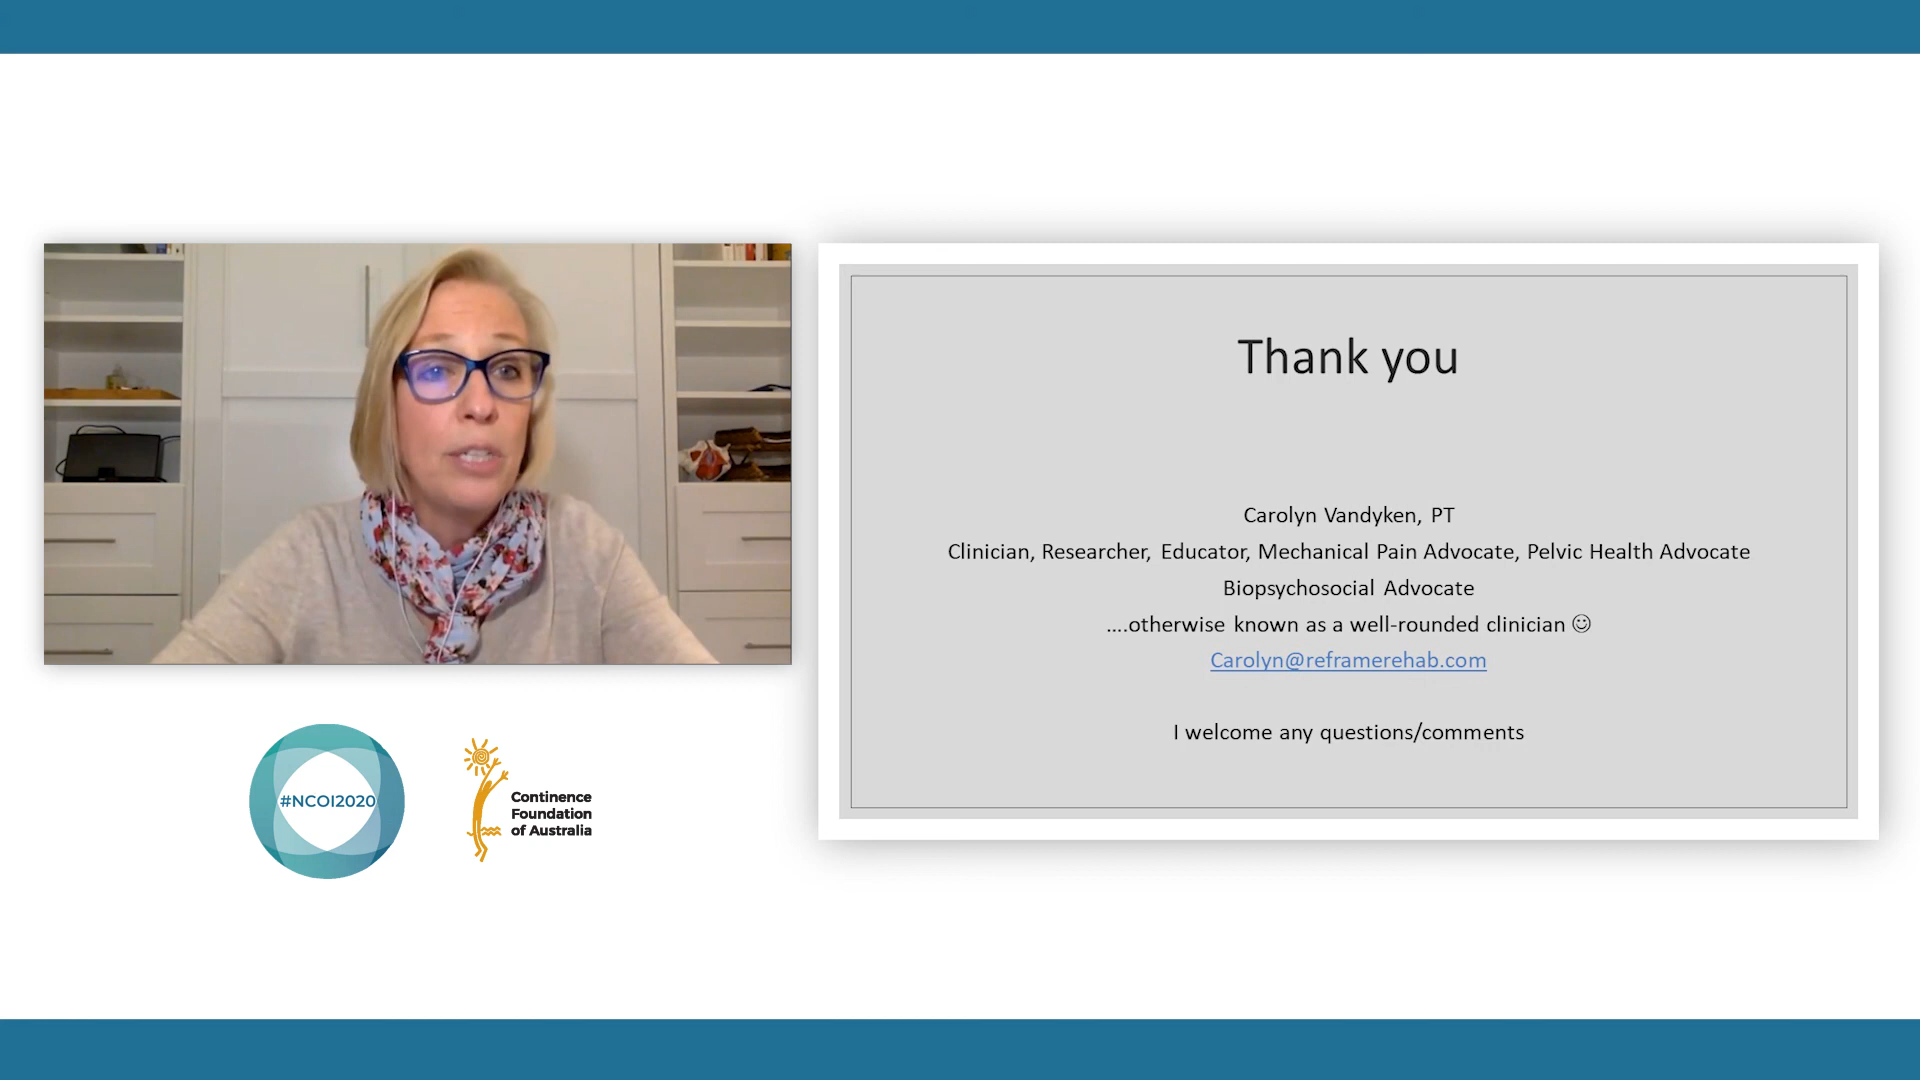 Thank you
Carolyn Vandyken, PT
Clinician, Researcher, Educator, Mechanical Pain Advocate, Pelvic Health Advocate
Biopsychosocial Advocate
....otherwise known as a well-rounded clinician ☺
Carolyn@reframerehab.com
I welcome any questions/comments
#NCOI2020
Continence
Foundation
of Australia